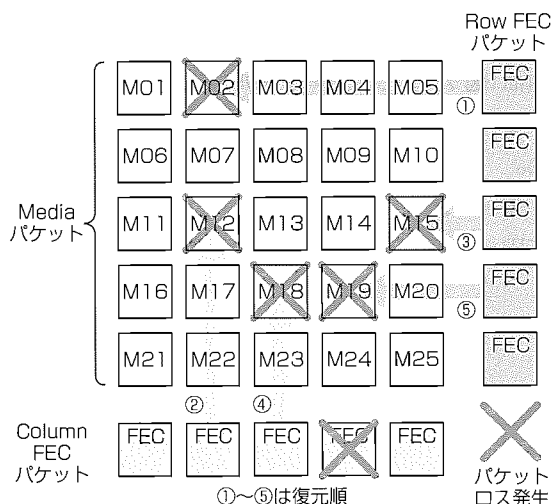 Row FEC
パケット
M01 M02 M03 M04 M05 FEC
①
M06 M07 M08 M09 M10 FEC
Media
パケット
M11 M12 M13 M14 M15 FEC
③
M16 M17 M18 M19 M20 FEC
⑤
M21 M22 M23 M24 M25 FEC
② ④
Column
FEC
パケット
FEC FEC FEC FEC FEC
パケット
ロス発生
①〜⑤は復元順